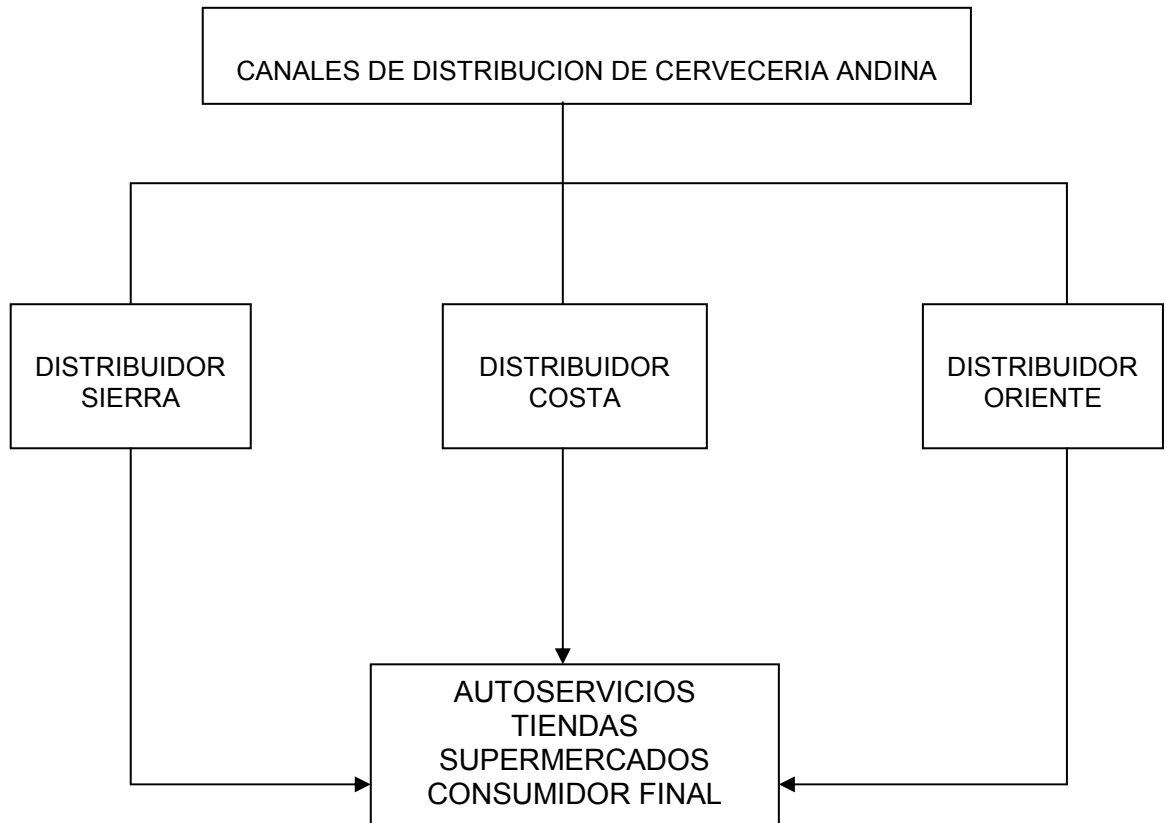 CANALES DE DISTRIBUCION DE CERVECERIA ANDINA
DISTRIBUIDOR
SIERRA
DISTRIBUIDOR
COSTA
DISTRIBUIDOR
ORIENTE
AUTOSERVICIOS
TIENDAS
SUPERMERCADOS
CONSUMIDOR FINAL